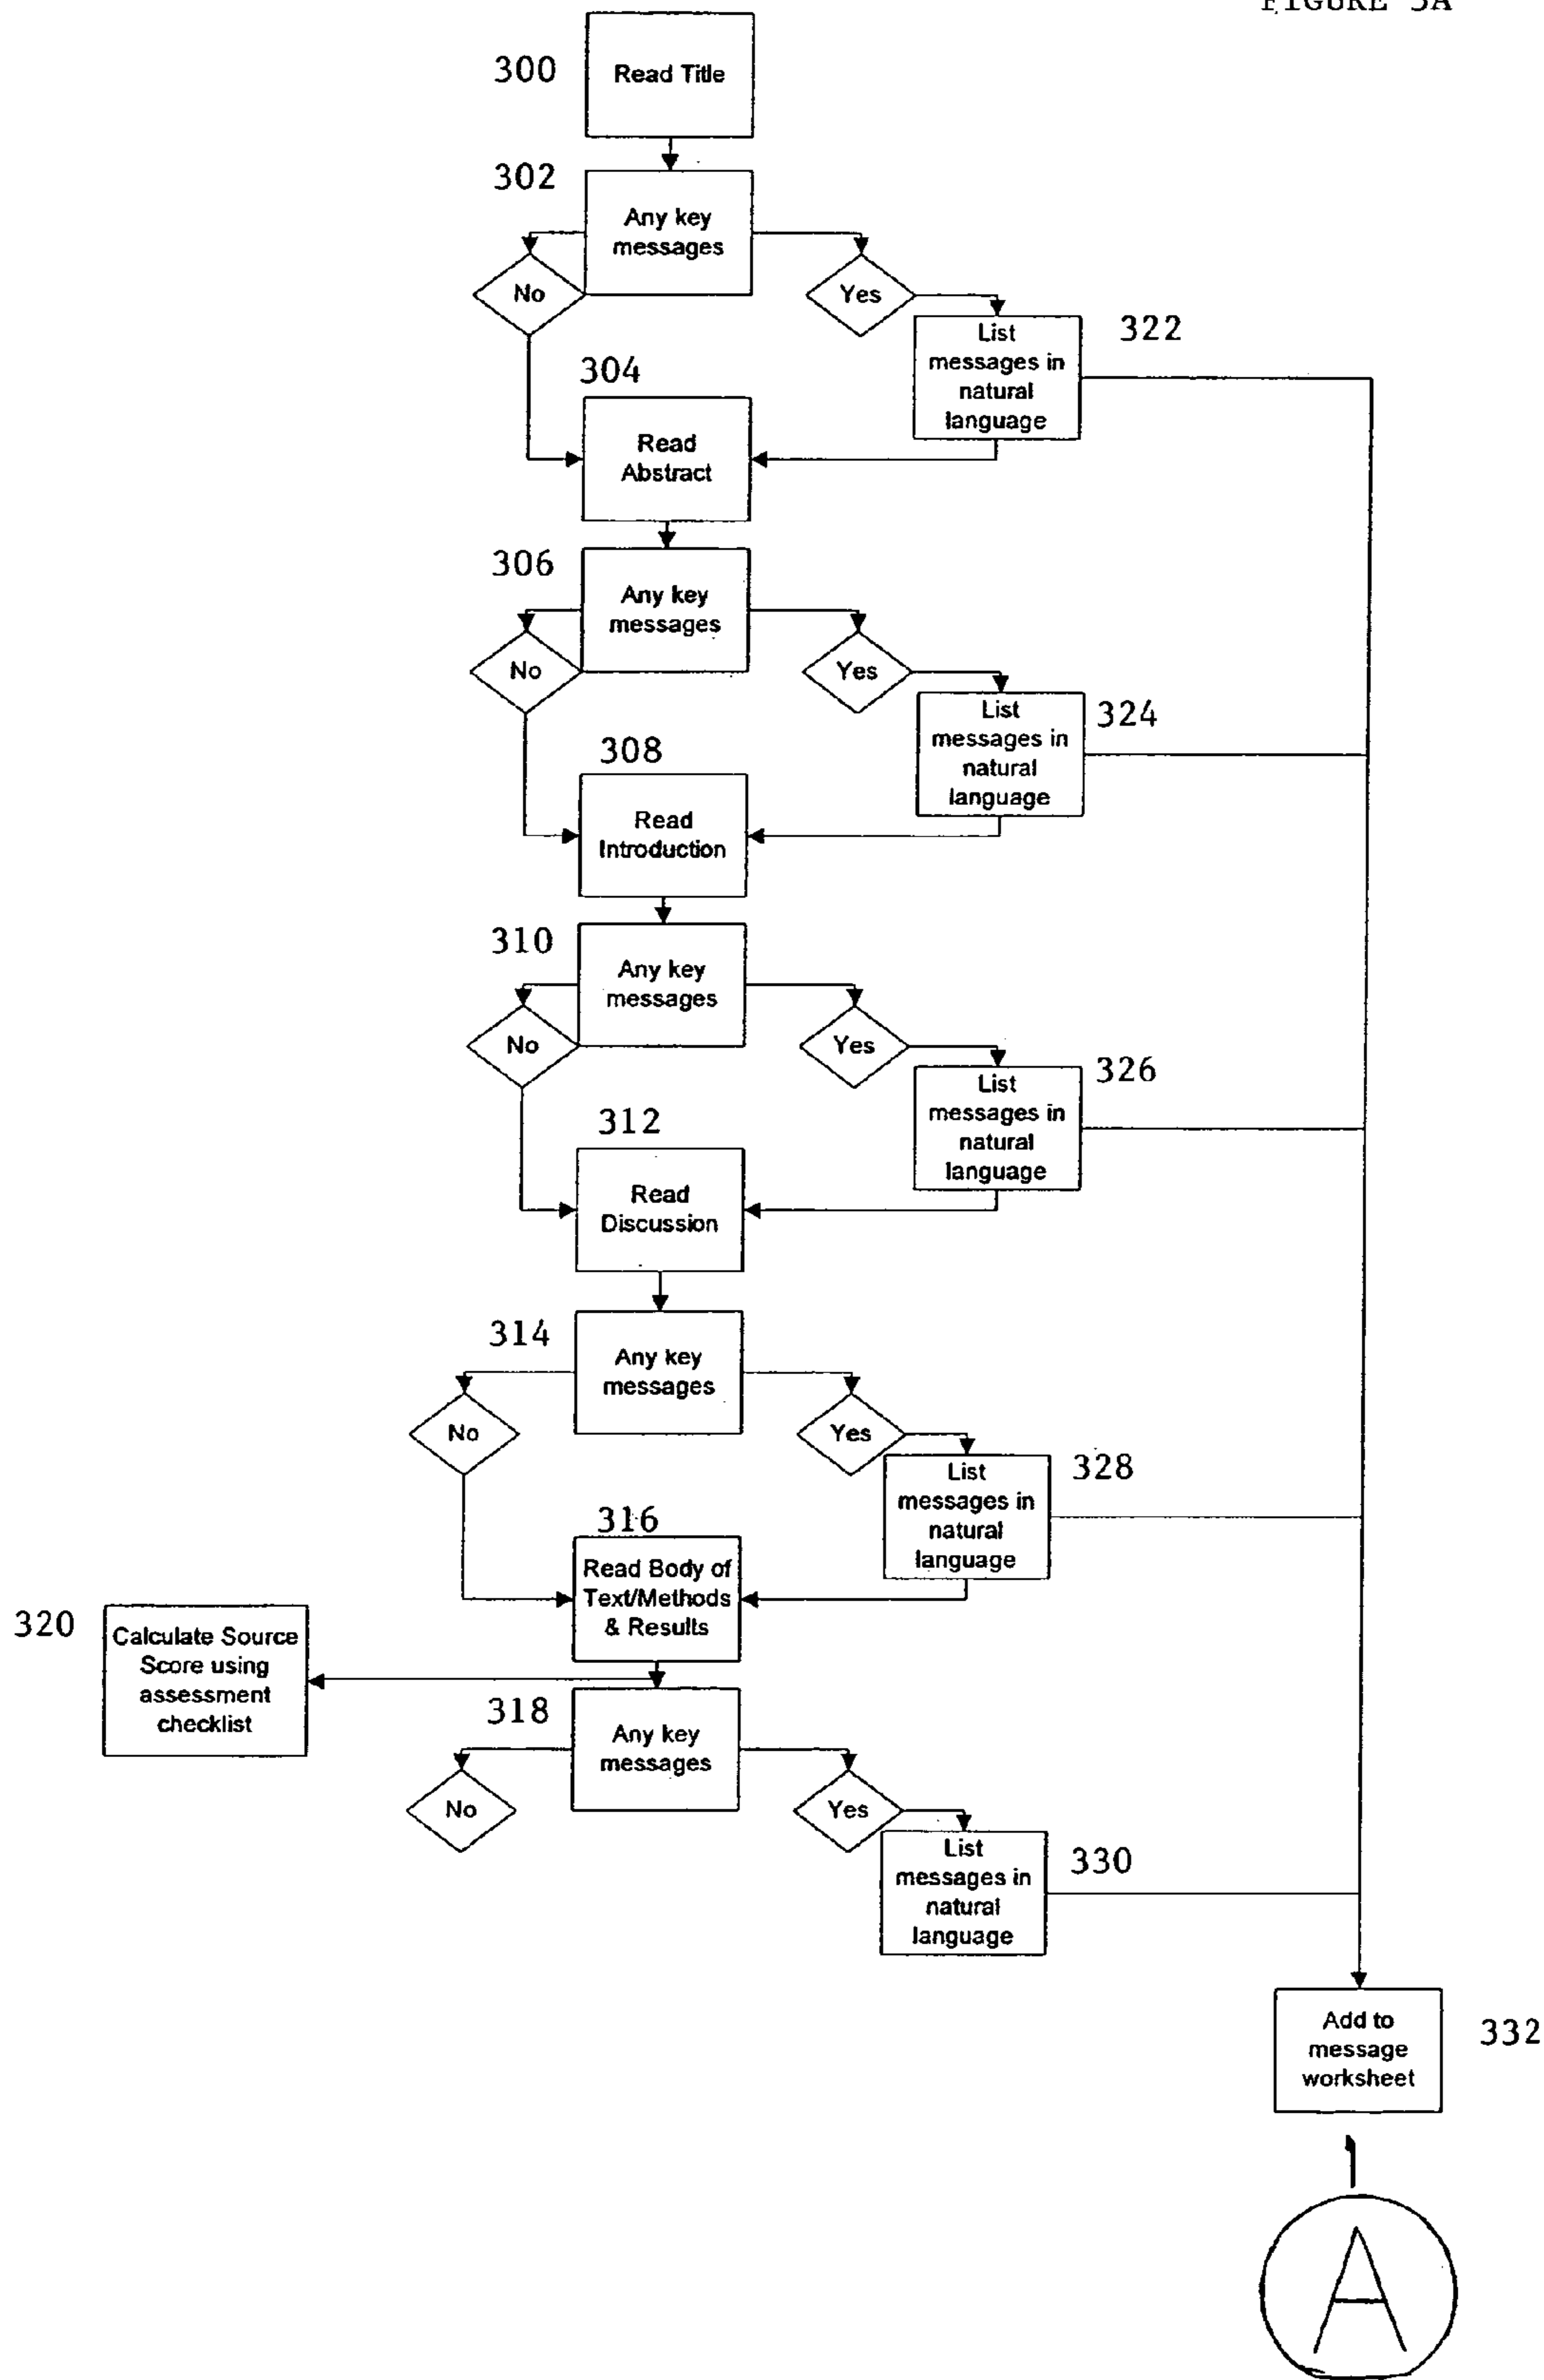 FIGURE 3A
300
Read Title
302
Any key
messages
No
Yes
322
List
messages in
natural
language
304
Read
Abstract
306
Any key
messages
No
Yes
324
List
messages in
natural
language
308
Read
Introduction
310
Any key
messages
No
Yes
326
List
messages in
natural
language
312
Read
Discussion
314
Any key
messages
No
Yes
328
List
messages in
natural
language
316
Read Body of
Text/Methods
& Results
320
Calculate Source
Score using
assessment
checklist
318
Any key
messages
No
Yes
330
List
messages in
natural
language
332
Add to
message
worksheet
A